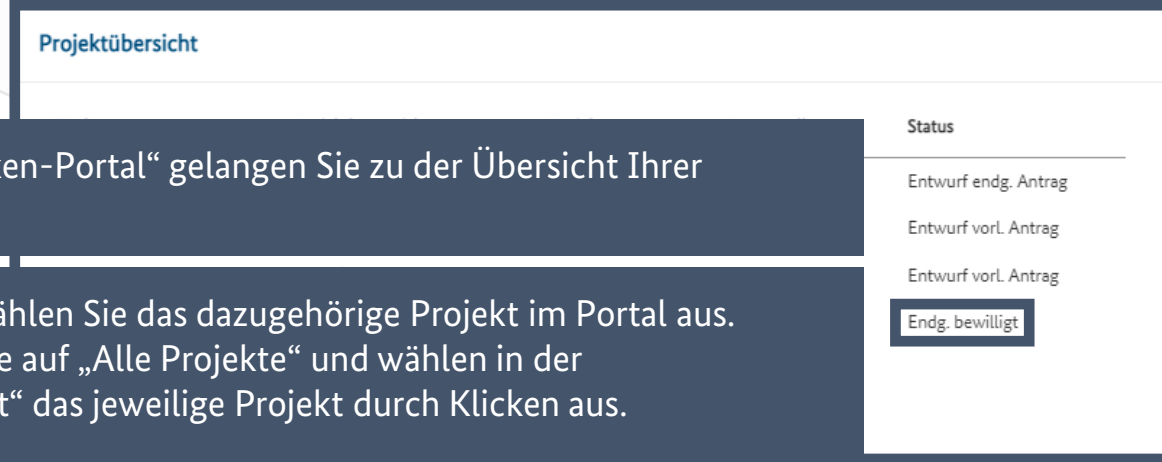 Projektübersicht
Status
ken-Portal“ gelangen Sie zu der Übersicht Ihrer
Entwurf endg. Antrag
Entwurf vorl. Antrag
Entwurf vorl. Antrag
Endg. bewilligt
ählen Sie das dazugehörige Projekt im Portal aus.
e auf „Alle Projekte“ und wählen in der
t“ das jeweilige Projekt durch Klicken aus.